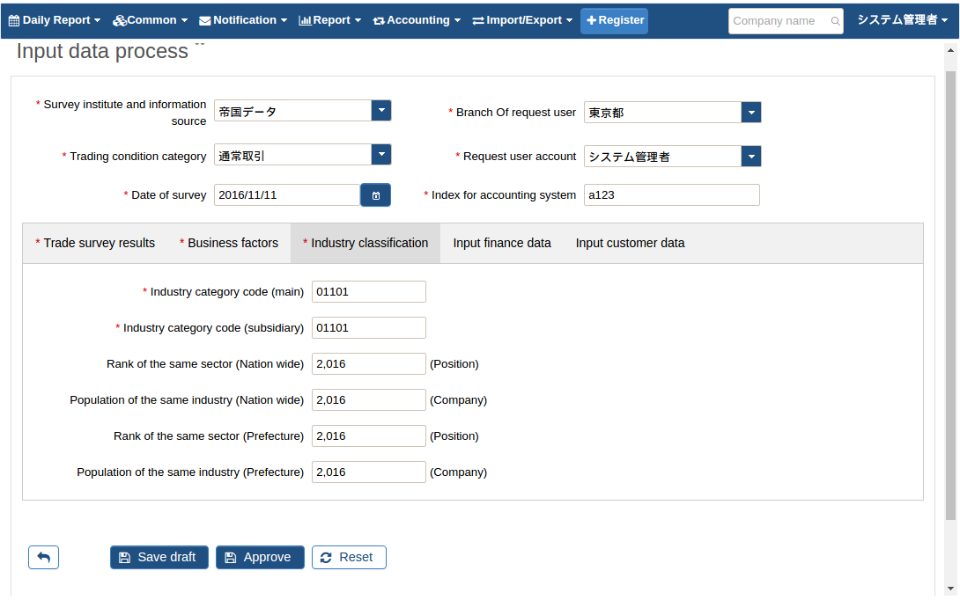 Daily Report Common Notification Report Accounting Import/Export Register Company name システム管理者
Input data process
* Survey institute and information source 帝国データ * Branch Of request user 東京都
* Trading condition category 通常取引 * Request user account システム管理者
* Date of survey 2016/11/11 * Index for accounting system a123
* Trade survey results * Business factors * Industry classification Input finance data Input customer data
* Industry category code (main) 01101
* Industry category code (subsidiary) 01101
Rank of the same sector (Nation wide) 2,016 (Position)
Population of the same industry (Nation wide) 2,016 (Company)
Rank of the same sector (Prefecture) 2,016 (Position)
Population of the same industry (Prefecture) 2,016 (Company)
Save draft Approve Reset